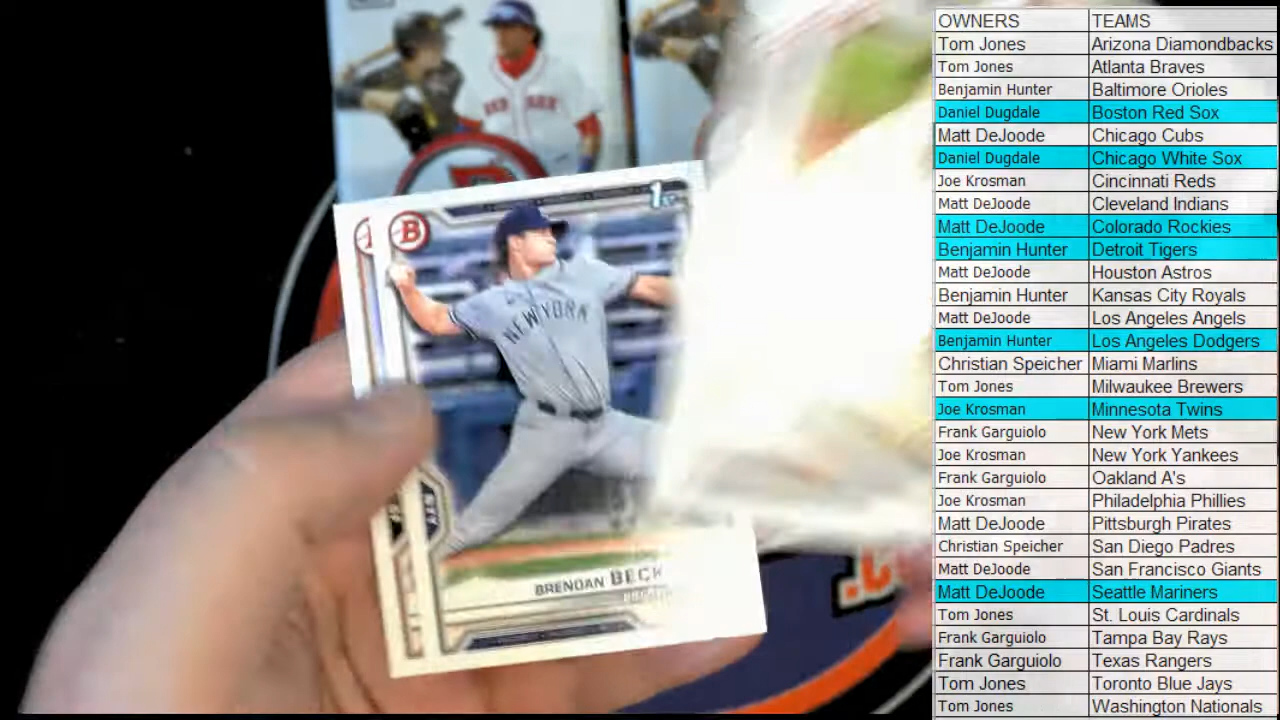 B
1st
NEW YORK
BRENDAN BECK
OWNERS TEAMS
Tom Jones Arizona Diamondbacks
Tom Jones Atlanta Braves
Benjamin Hunter Baltimore Orioles
Daniel Dugdale Boston Red Sox
Matt DeJoode Chicago Cubs
Daniel Dugdale Chicago White Sox
Joe Krosman Cincinnati Reds
Matt DeJoode Cleveland Indians
Matt DeJoode Colorado Rockies
Benjamin Hunter Detroit Tigers
Matt DeJoode Houston Astros
Benjamin Hunter Kansas City Royals
Matt DeJoode Los Angeles Angels
Benjamin Hunter Los Angeles Dodgers
Christian Speicher Miami Marlins
Tom Jones Milwaukee Brewers
Joe Krosman Minnesota Twins
Frank Garguiolo New York Mets
Joe Krosman New York Yankees
Frank Garguiolo Oakland A's
Joe Krosman Philadelphia Phillies
Matt DeJoode Pittsburgh Pirates
Christian Speicher San Diego Padres
Matt DeJoode San Francisco Giants
Matt DeJoode Seattle Mariners
Tom Jones St. Louis Cardinals
Frank Garguiolo Tampa Bay Rays
Frank Garguiolo Texas Rangers
Tom Jones Toronto Blue Jays
Tom Jones Washington Nationals